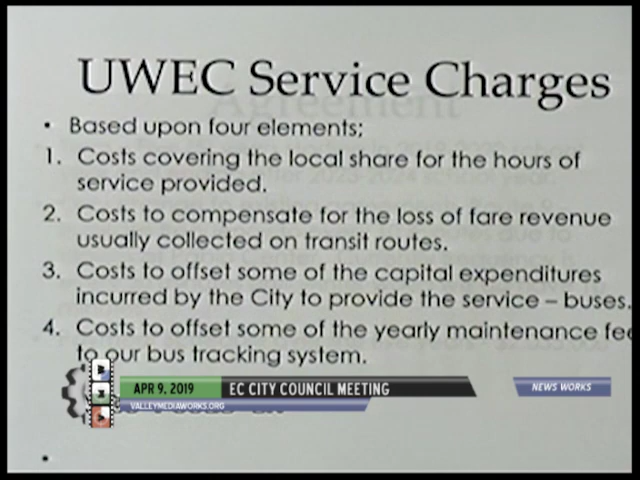 UWEC Service Charges
• Based upon four elements;
1. Costs covering the local share for the hours of
service provided.
2. Costs to compensate for the loss of fare revenue
usually collected on transit routes.
3. Costs to offset some of the capital expenditures
incurred by the City to provide the service – buses.
4. Costs to offset some of the yearly maintenance fee
to our bus tracking system.
APR 9, 2019 EC CITY COUNCIL MEETING NEWS WORKS
VALLEYMEDIAWORKS.ORG